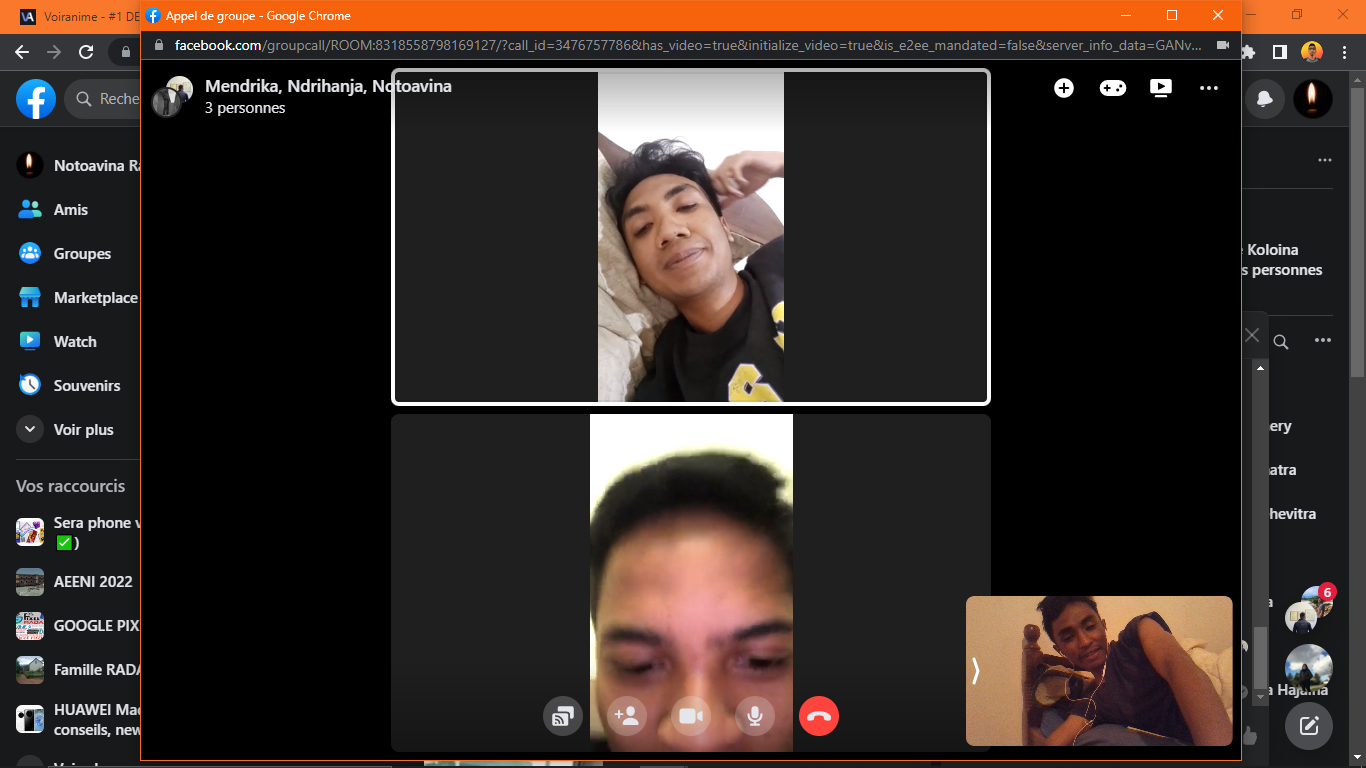 Voiranime - #1 DE
Appel de groupe - Google Chrome
facebook.com/groupcall/ROOM:8318558798169127/?call_id=3476757786&has_video=true&initialize_video=true&is_e2ee_mandated=false&server_info_data=GANv...
Mendrika, Ndrihanja, Notoavina
3 personnes
Reche
Notoavina Ra
Amis
Groupes
Marketplace
Watch
Souvenirs
Voir plus
Vos raccourcis
Sera phone v
✅ )
AEENI 2022
GOOGLE PIX
Famille RADA
HUAWEI Mad
conseils, new
Koloina
s personnes
ery
atra
hevitra
a
6
a Hajaina